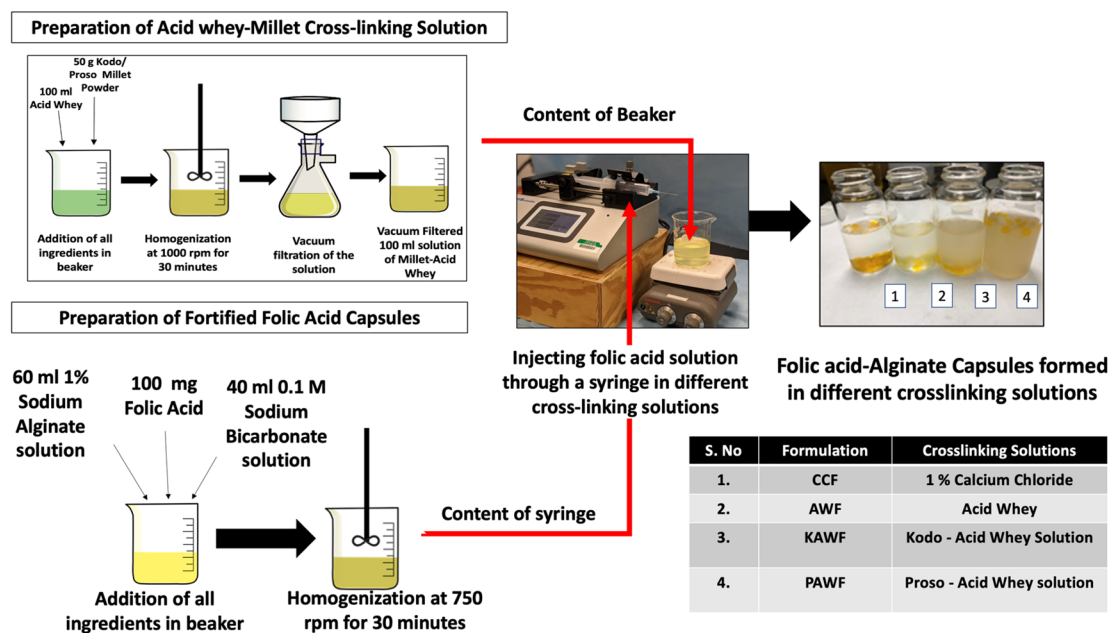 Preparation of Acid whey-Millet Cross-linking Solution
50 g Kodo/
Proso Millet
Powder
100 ml
Acid Whey
Addition of all
ingredients in
beaker
Homogenization
at 1000 rpm for
30 minutes
Vacuum
filtration of the
solution
Vacuum Filtered
100 ml solution
of Millet-Acid
Whey
Content of Beaker
Preparation of Fortified Folic Acid Capsules
60 ml 1%
Sodium
Alginate
solution
100 mg
Folic Acid
40 ml 0.1 M
Sodium
Bicarbonate
solution
Addition of all
ingredients in beaker
Homogenization at 750
rpm for 30 minutes
Content of syringe
Injecting folic acid solution
through a syringe in different
cross-linking solutions
1
2
3
4
Folic acid-Alginate Capsules formed
in different crosslinking solutions
S. No Formulation Crosslinking Solutions
1. CCF 1 % Calcium Chloride
2. AWF Acid Whey
3. KAWF Kodo - Acid Whey Solution
4. PAWF Proso - Acid Whey solution